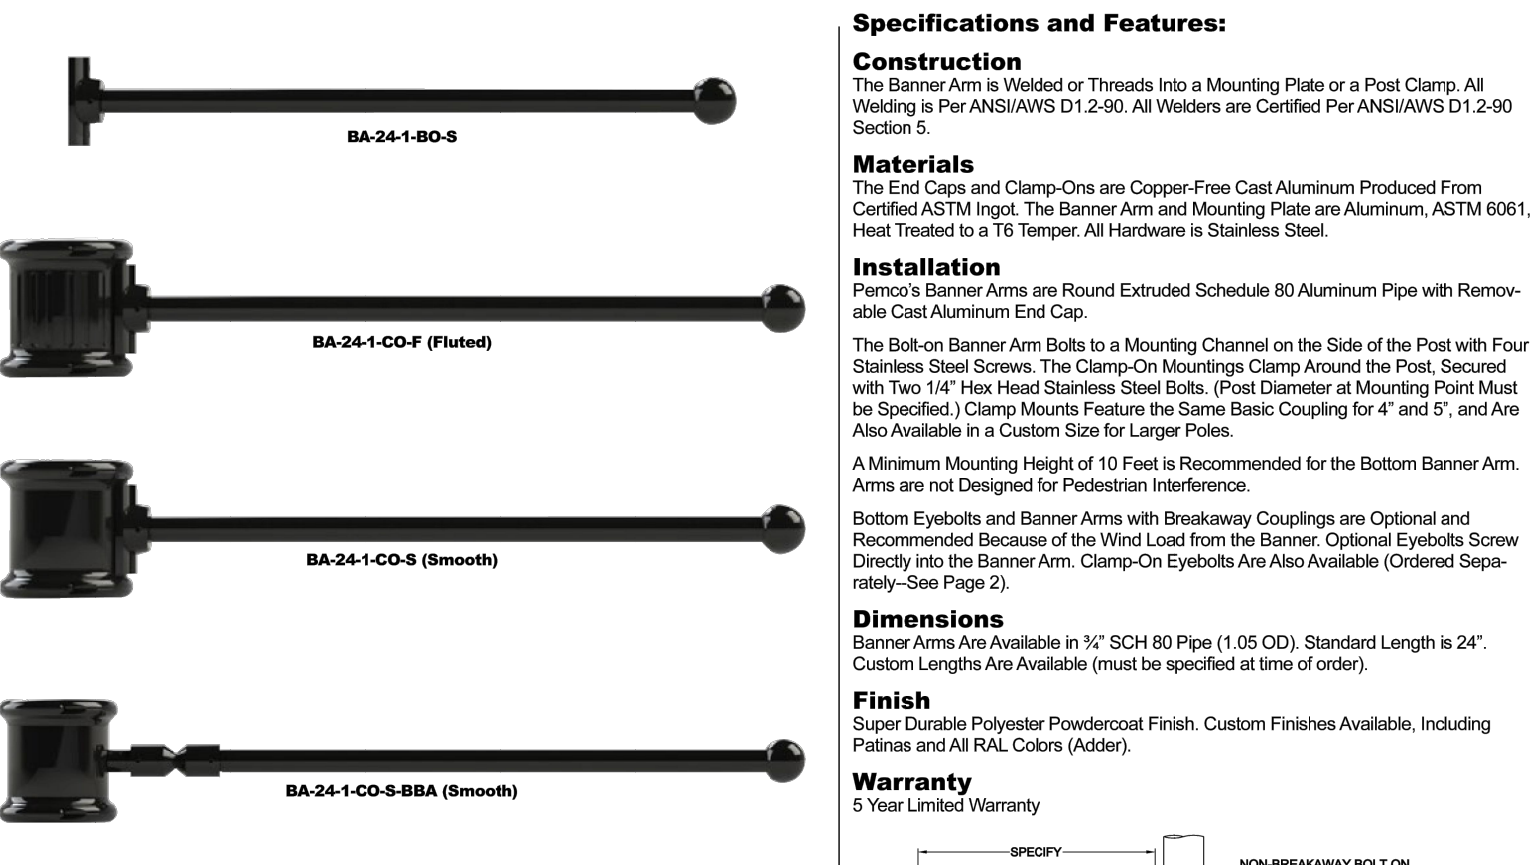 BA-24-1-BO-S
BA-24-1-CO-F (Fluted)
BA-24-1-CO-S (Smooth)
BA-24-1-CO-S-BBA (Smooth)
Specifications and Features:
Construction
The Banner Arm is Welded or Threads Into a Mounting Plate or a Post Clamp. All
Welding is Per ANSI/AWS D1.2-90. All Welders are Certified Per ANSI/AWS D1.2-90
Section 5.
Materials
The End Caps and Clamp-Ons are Copper-Free Cast Aluminum Produced From
Certified ASTM Ingot. The Banner Arm and Mounting Plate are Aluminum, ASTM 6061,
Heat Treated to a T6 Temper. All Hardware is Stainless Steel.
Installation
Pemco's Banner Arms are Round Extruded Schedule 80 Aluminum Pipe with Remov-
able Cast Aluminum End Cap.
The Bolt-on Banner Arm Bolts to a Mounting Channel on the Side of the Post with Four
Stainless Steel Screws. The Clamp-On Mountings Clamp Around the Post, Secured
with Two 1/4” Hex Head Stainless Steel Bolts. (Post Diameter at Mounting Point Must
be Specified.) Clamp Mounts Feature the Same Basic Coupling for 4” and 5”, and Are
Also Available in a Custom Size for Larger Poles.
A Minimum Mounting Height of 10 Feet is Recommended for the Bottom Banner Arm.
Arms are not Designed for Pedestrian Interference.
Bottom Eyebolts and Banner Arms with Breakaway Couplings are Optional and
Recommended Because of the Wind Load from the Banner. Optional Eyebolts Screw
Directly into the Banner Arm. Clamp-On Eyebolts Are Also Available (Ordered Sepa-
rately--See Page 2).
Dimensions
Banner Arms Are Available in ¾” SCH 80 Pipe (1.05 OD). Standard Length is 24”.
Custom Lengths Are Available (must be specified at time of order).
Finish
Super Durable Polyester Powdercoat Finish. Custom Finishes Available, Including
Patinas and All RAL Colors (Adder).
Warranty
5 Year Limited Warranty
SPECIFY
NON-BREAKAWAY BOLT ON